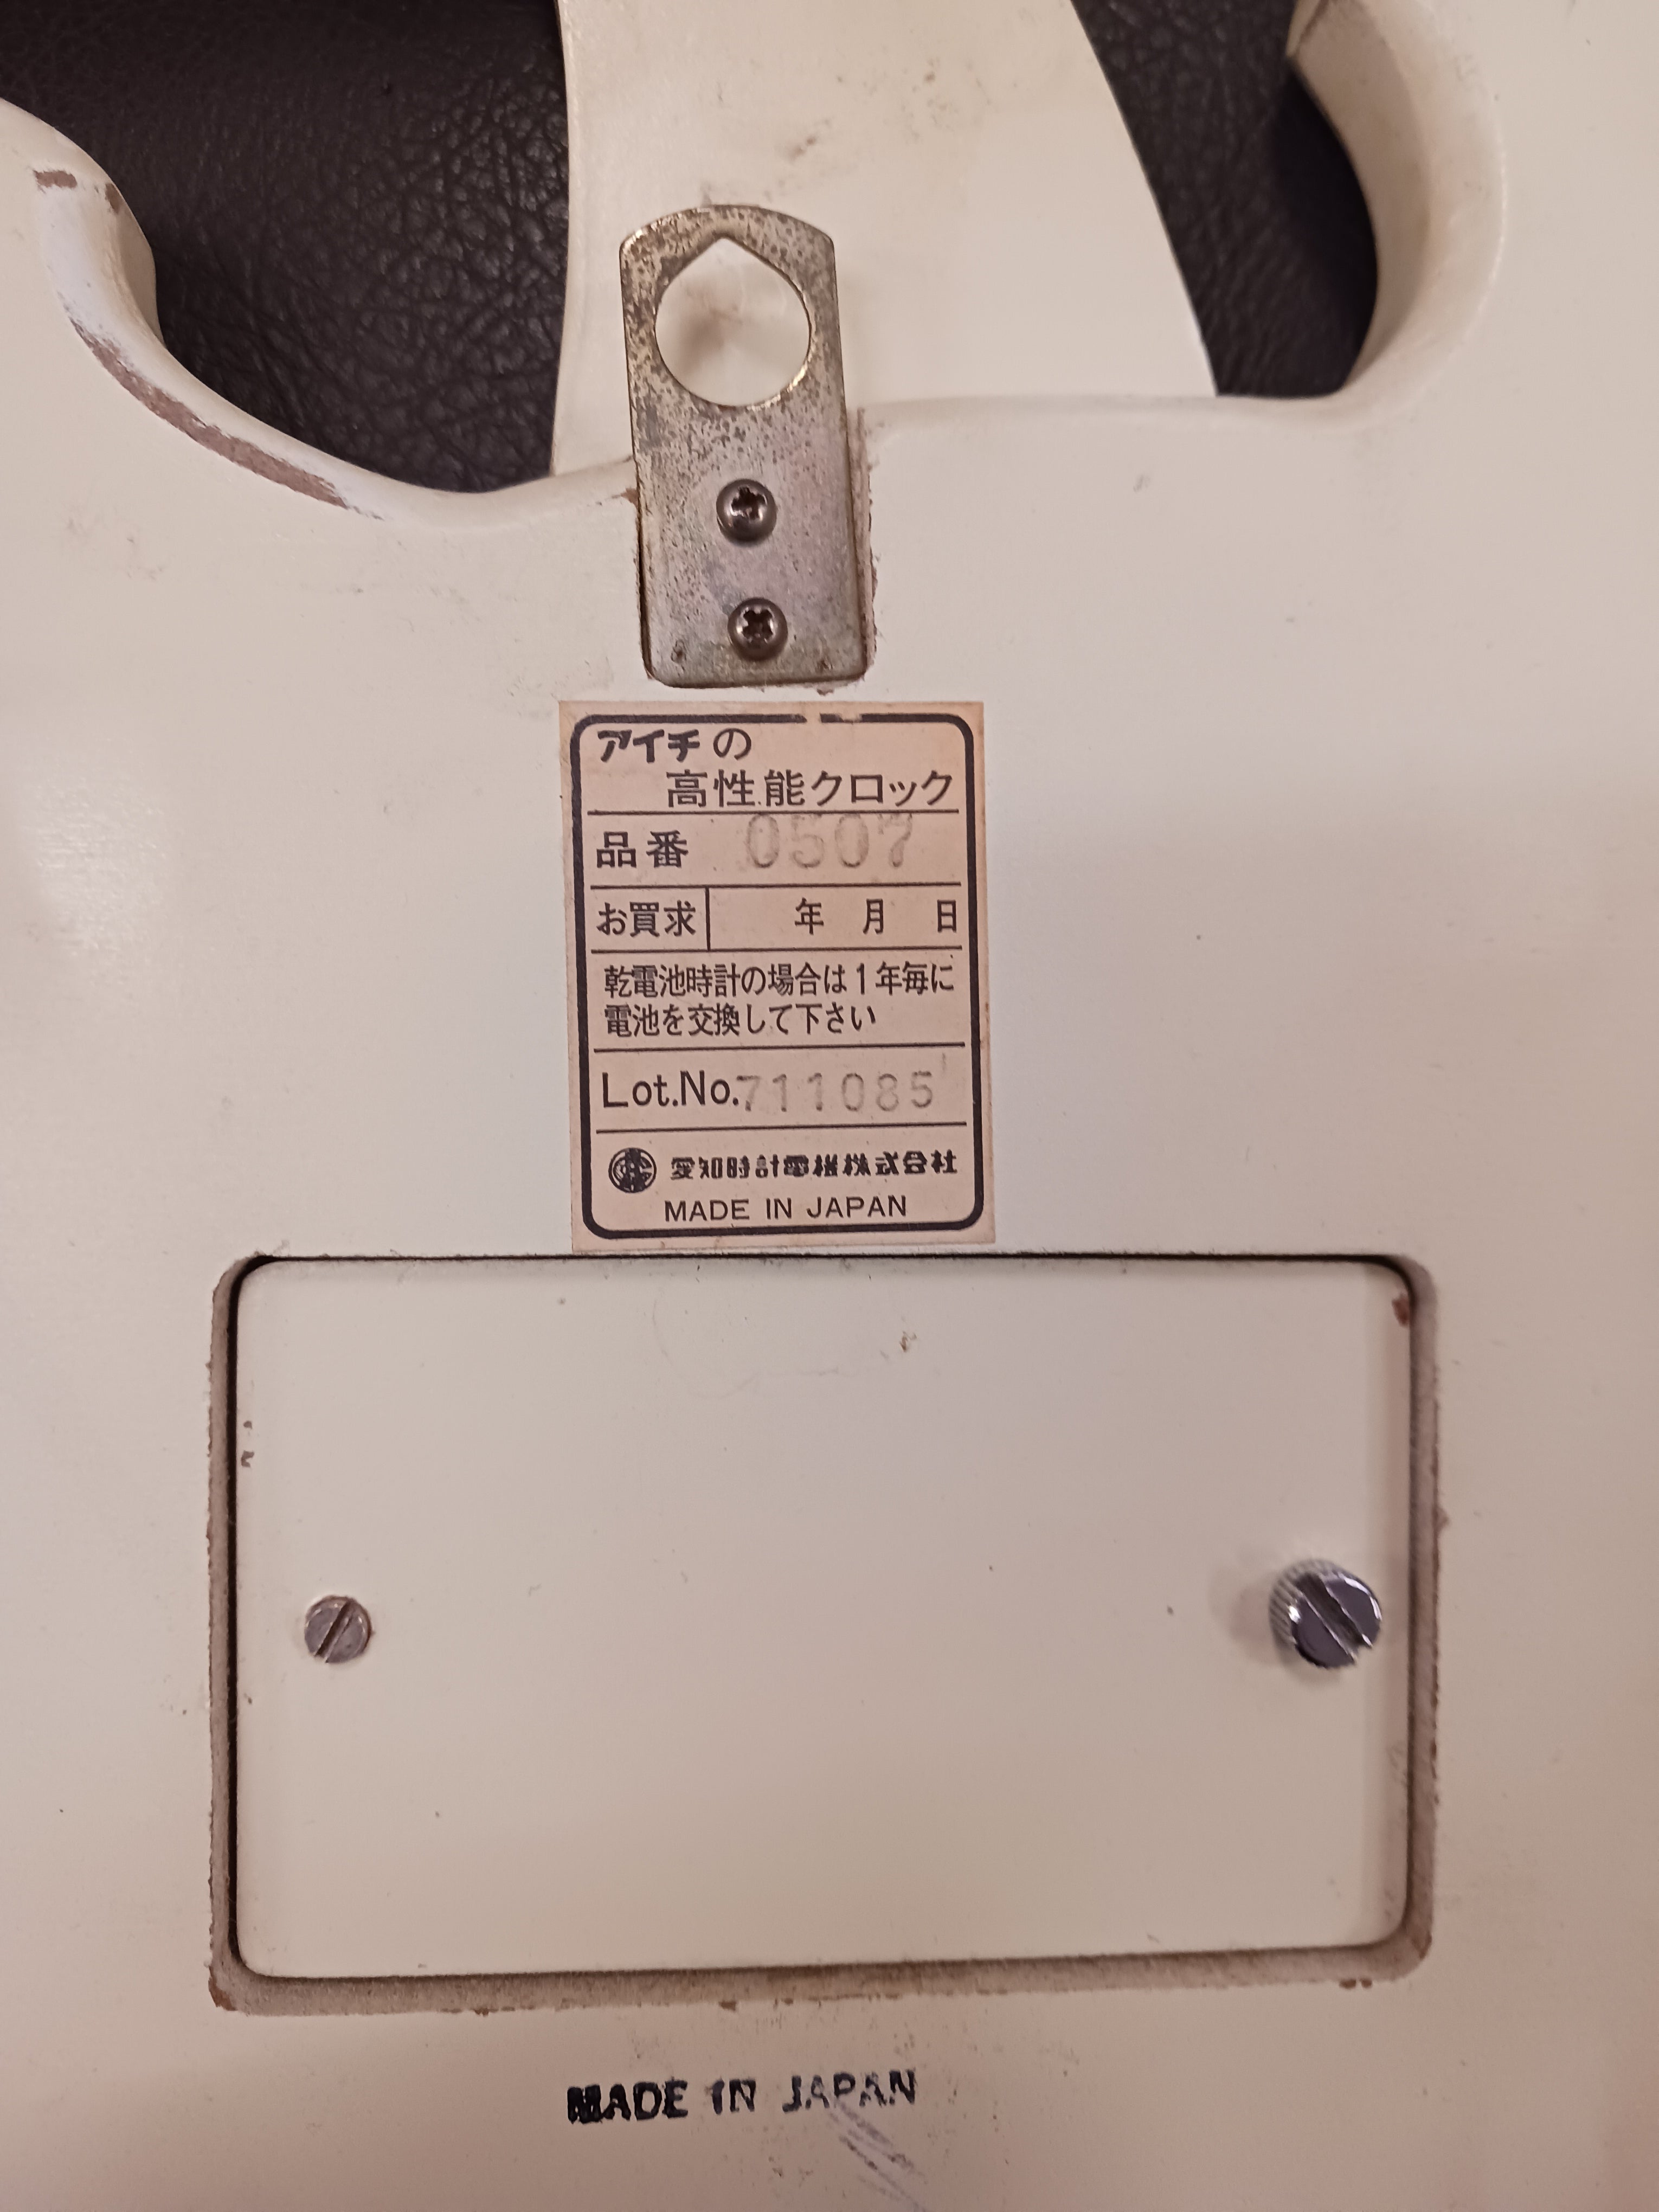 アイチの
高性能クロック
品番 0507
お買求 年 月 日
乾電池時計の場合は1年毎に
電池を交換して下さい
Lot.No.711085
愛知時計電機株式会社
MADE IN JAPAN
MADE IN JAPAN